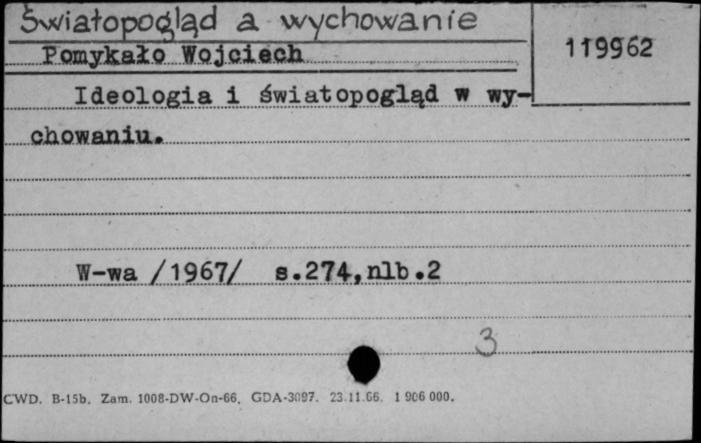 Światopogląd a wychowanie
119962
Pomykało Wojciech
Ideologia i światopogląd w wy-
chowaniu.
W-wa /1967/ s.274,nlb.2
3
CWD. B-15b. Zam. 1008-DW-On-66. GDA-3097. 23.11.66. 1 906 000.